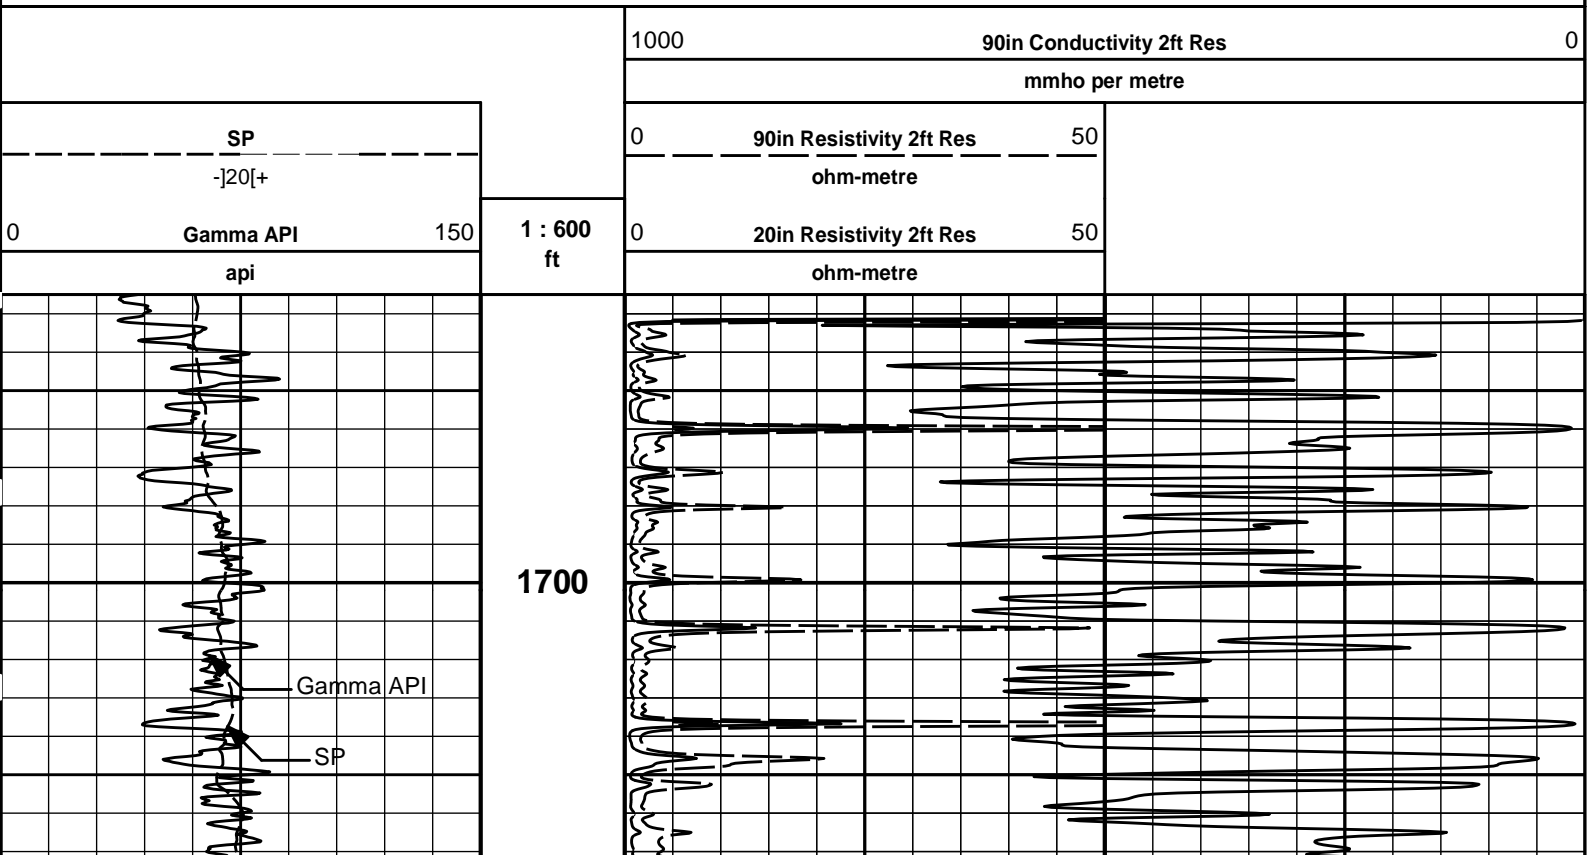 1000 90in Conductivity 2ft Res 0
mmho per metre
SP
-]20[+
0 90in Resistivity 2ft Res 50
ohm-metre
0 Gamma API 150
api
1 : 600
ft
0 20in Resistivity 2ft Res 50
ohm-metre
1700
Gamma API
SP